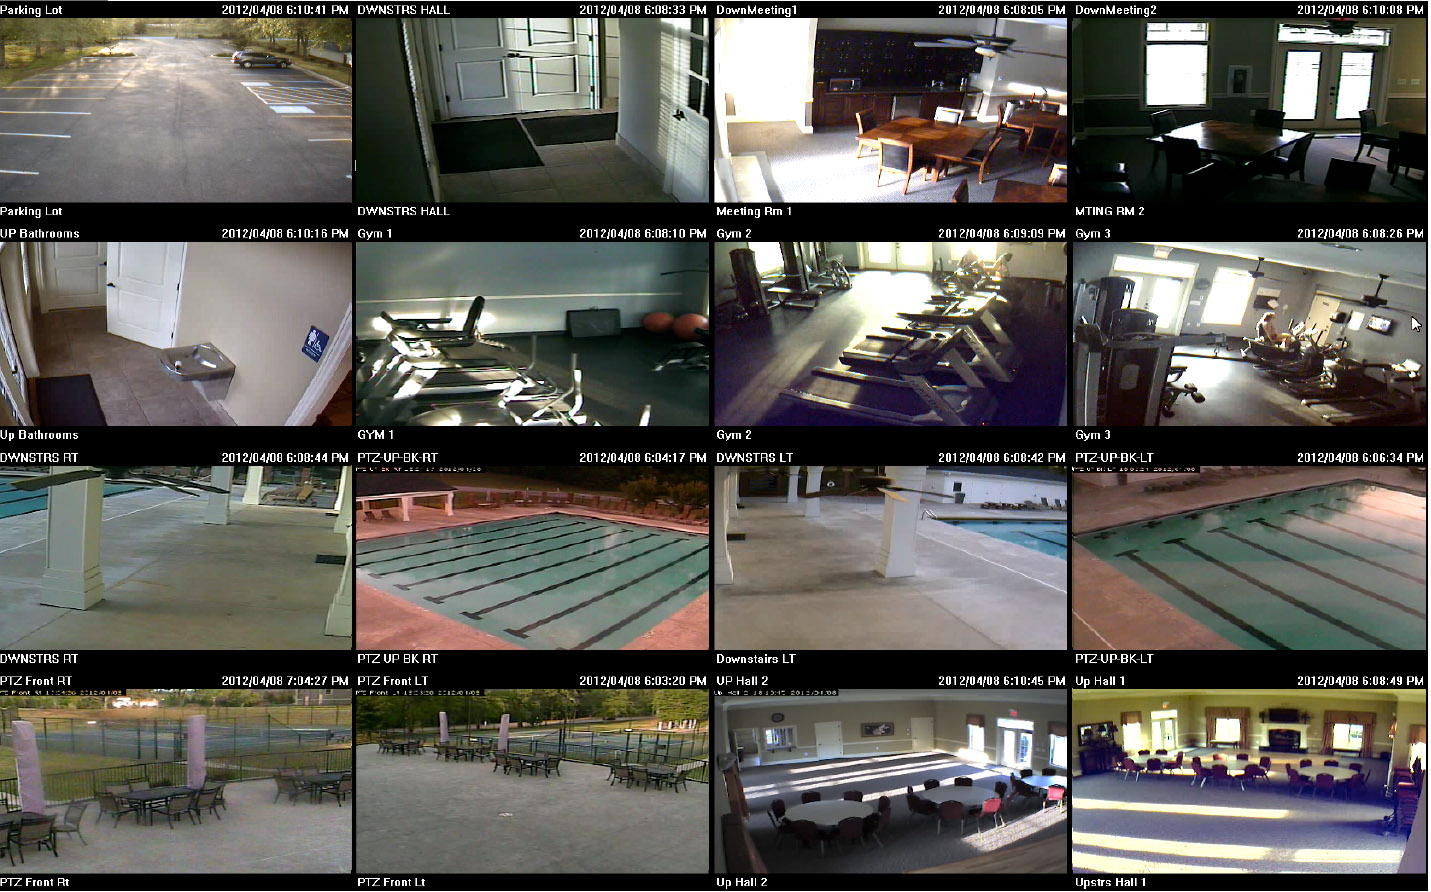 Parking Lot 2012/04/08 6:10:41 PM
DWNSTRS HALL 2012/04/08 6:08:33 PM
DownMeeting1 2012/04/08 6:08:05 PM
DownMeeting2 2012/04/08 6:10:08 PM
Parking Lot
DWNSTRS HALL
Meeting Rm 1
MTING RM 2
UP Bathrooms 2012/04/08 6:10:16 PM
Gym 1 2012/04/08 6:08:10 PM
Gym 2 2012/04/08 6:09:09 PM
Gym 3 2012/04/08 6:08:26 PM
Up Bathrooms
GYM 1
Gym 2
Gym 3
DWNSTRS RT 2012/04/08 6:08:44 PM
PTZ-UP-BK-RT 2012/04/08 6:04:17 PM
DWNSTRS LT 2012/04/08 6:08:42 PM
PTZ-UP-BK-LT 2012/04/08 6:06:34 PM
DWNSTRS RT
PTZ UP BK RT
Downstairs LT
PTZ-UP-BK-LT
PTZ Front RT 2012/04/08 7:04:27 PM
PTZ Front LT 2012/04/08 6:03:20 PM
UP Hall 2 2012/04/08 6:10:45 PM
Up Hall 1 2012/04/08 6:08:49 PM
Up Hall 2 18:10:45 2012/04/08
PTZ Front Rt
PTZ Front Lt
Up Hall 2
Upstrs Hall 1